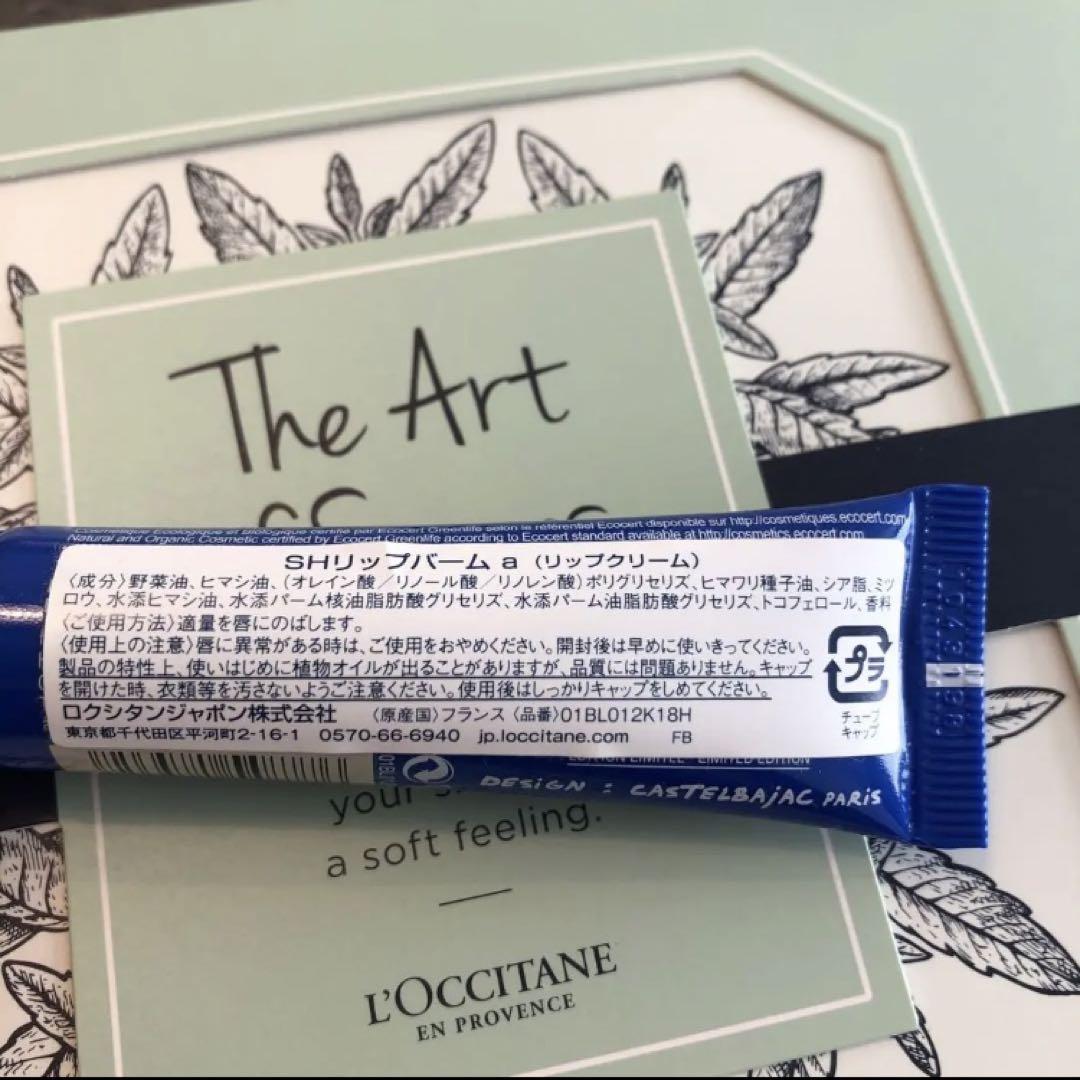 The Art
Cosmétique écologique et biologique certifié par Ecocert Greenlife selon le référentiel Ecocert disponible sur http://cosmetiques.ecocert.com
Natural and Organic Cosmetic certified by Ecocert Greenlife according to Ecocert standard available at http://cosmetics.ecocert.com
SHリップバーム a (リップクリーム)
〈成分〉野菜油、ヒマシ油、(オレイン酸/リノール酸/リノレン酸)ポリグリセリズ、ヒマワリ種子油、シア脂、ミツ
ロウ、水添ヒマシ油、水添パーム核油脂肪酸グリセリズ、水添パーム油脂肪酸グリセリズ、トコフェロール、香料
〈ご使用方法〉適量を唇にのばします。
〈使用上の注意〉唇に異常がある時は、ご使用をおやめください。開封後は早めに使いきってください。
製品の特性上、使いはじめに植物オイルが出ることがありますが、品質には問題ありません。キャップ
を開けた時、衣類等を汚さないようご注意ください。使用後はしっかりキャップをしめてください。
ロクシタンジャポン株式会社 〈原産国〉フランス 〈品番〉01BL012K18H
東京都千代田区平河町2-16-1 0570-66-6940 jp.loccitane.com FB
プラ
チューブ
キャップ
EDITION LIMITÉE - LIMITED EDITION
DESIGN : CASTELBAJAC PARIS
your
a soft feeling.
L'OCCITANE
EN PROVENCE